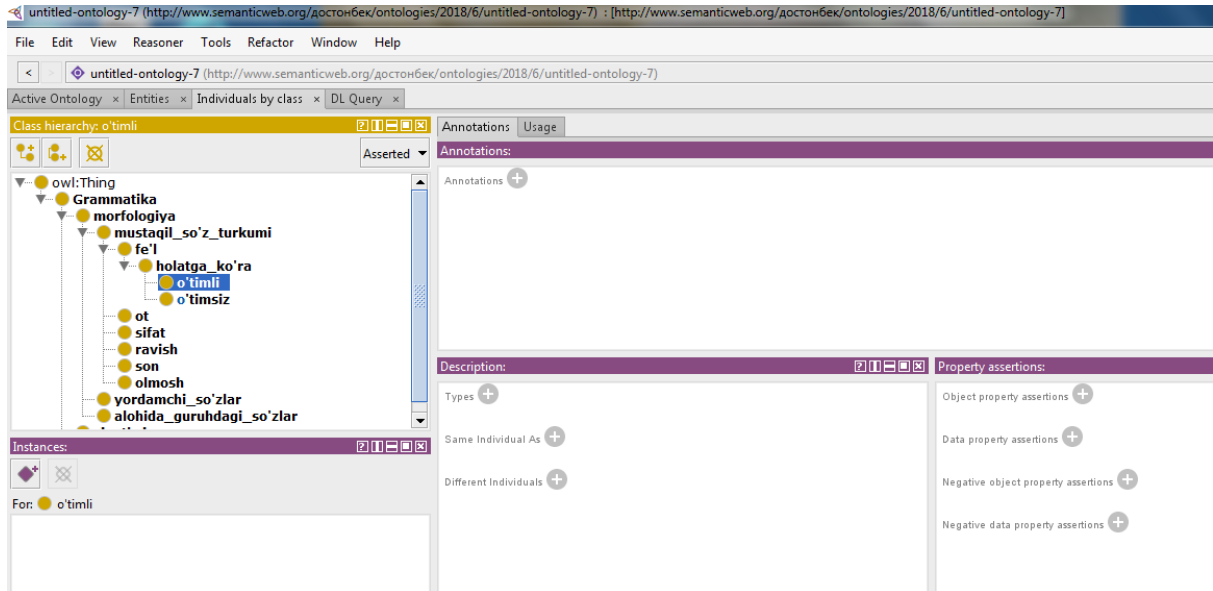 untitled-ontology-7 (http://www.semanticweb.org/достонбек/ontologies/2018/6/untitled-ontology-7) : [http://www.semanticweb.org/достонбек/ontologies/2018/6/untitled-ontology-7]
File Edit View Reasoner Tools Refactor Window Help
< > untitled-ontology-7 (http://www.semanticweb.org/достонбек/ontologies/2018/6/untitled-ontology-7)
Active Ontology × Entities × Individuals by class × DL Query ×
Class hierarchy: o'timli
Asserted
owl:Thing
Grammatika
morfologiya
mustaqil_so'z_turkumi
fe'l
holatga_ko'ra
o'timli
o'timsiz
ot
sifat
ravish
son
olmosh
yordamchi_so'zlar
alohida_guruhdagi_so'zlar
Instances:
For: o'timli
Annotations Usage
Annotations:
Annotations
Description:
Types
Same Individual As
Different Individuals
Property assertions:
Object property assertions
Data property assertions
Negative object property assertions
Negative data property assertions